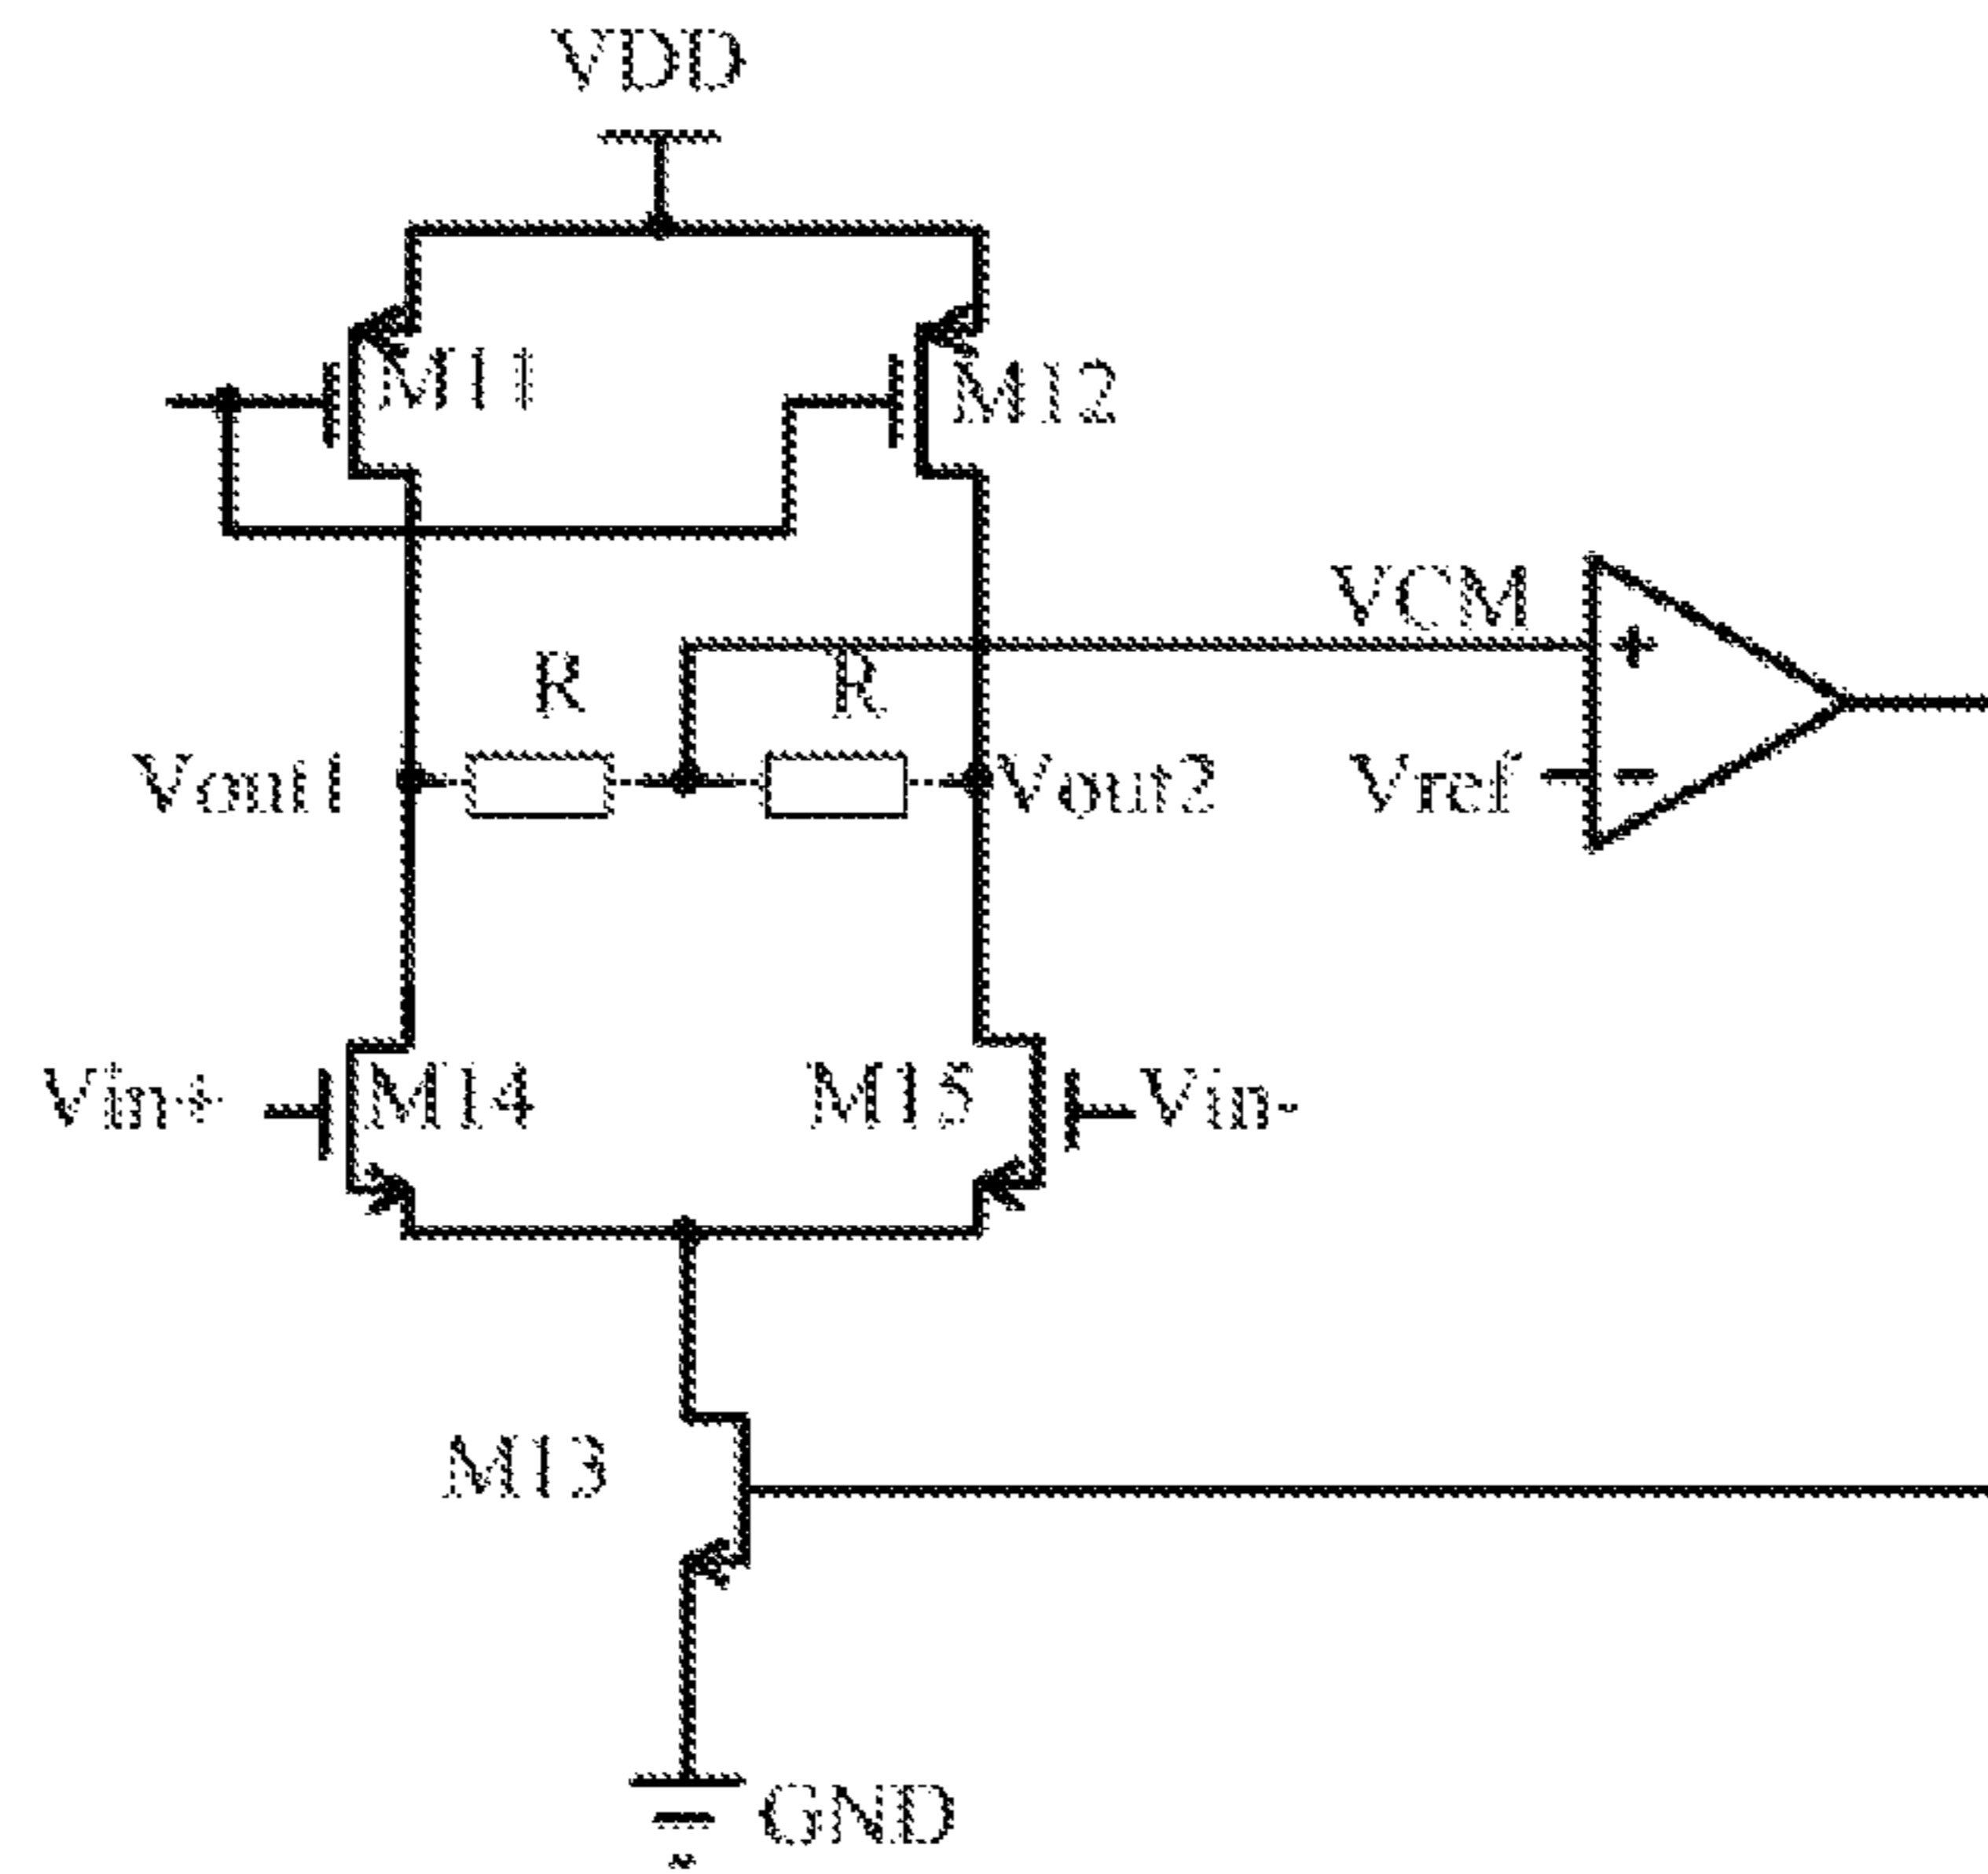 VDD
M11
M12
VCM
+
R
R
Vout1
Vout2
Vref
-
Vin+
M14
M15
Vin-
M13
GND